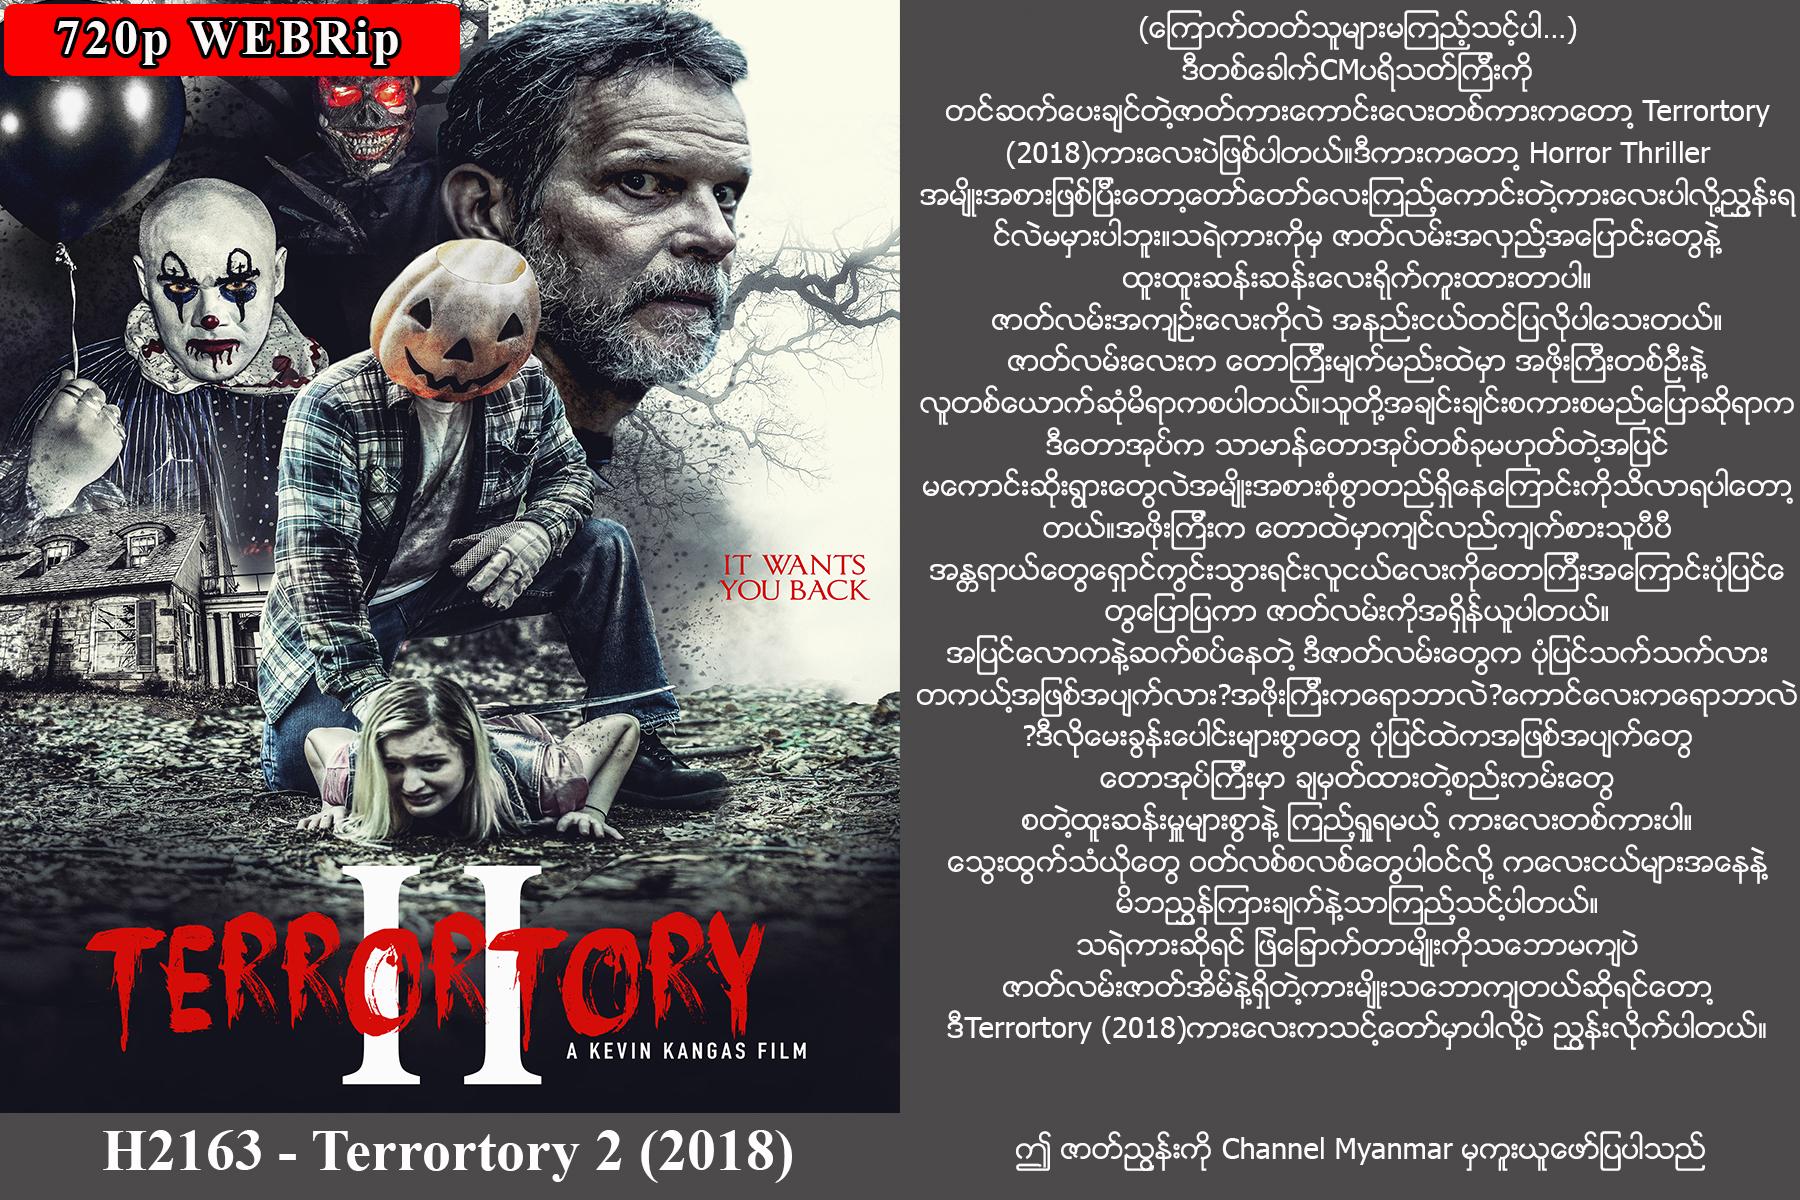 720p WEBRip
IT WANTS
YOU BACK
II
TERRORTORY
A KEVIN KANGAS FILM
H2163 - Terrortory 2 (2018)
(ကြောက်တတ်သူများမကြည့်သင့်ပါ...)
ဒီတစ်ခေါက်CMပရိသတ်ကြီးကို
တင်ဆက်ပေးချင်တဲ့ဇာတ်ကားကောင်းလေးတစ်ကားကတော့ Terrortory
(2018)ကားလေးပဲဖြစ်ပါတယ်။ဒီကားကတော့ Horror Thriller
အမျိုးအစားဖြစ်ပြီးတော့တော်တော်လေးကြည့်ကောင်းတဲ့ကားလေးပါလို့ညွှန်းရ
င်လဲမမှားပါဘူး။သရဲကားကိုမှ ဇာတ်လမ်းအလှည့်အပြောင်းတွေနဲ့
ထူးထူးဆန်းဆန်းလေးရိုက်ကူးထားတာပါ။
ဇာတ်လမ်းအကျဉ်းလေးကိုလဲ အနည်းငယ်တင်ပြလိုပါသေးတယ်။
ဇာတ်လမ်းလေးက တောကြီးမျက်မည်းထဲမှာ အဖိုးကြီးတစ်ဦးနဲ့
လူတစ်ယောက်ဆုံမိရာကစပါတယ်။သူတို့အချင်းချင်းစကားစမည်ပြောဆိုရာက
ဒီတောအုပ်က သာမာန်တောအုပ်တစ်ခုမဟုတ်တဲ့အပြင်
မကောင်းဆိုးရွားတွေလဲအမျိုးအစားစုံစွာတည်ရှိနေကြောင်းကိုသိလာရပါတော့
တယ်။အဖိုးကြီးက တောထဲမှာကျင်လည်ကျက်စားသူပီပီ
အန္တရာယ်တွေရှောင်ကွင်းသွားရင်းလူငယ်လေးကိုတောကြီးအကြောင်းပုံပြင်ေ
တွပြောပြကာ ဇာတ်လမ်းကိုအရှိန်ယူပါတယ်။
အပြင်လောကနဲ့ဆက်စပ်နေတဲ့ ဒီဇာတ်လမ်းတွေက ပုံပြင်သက်သက်လား
တကယ့်အဖြစ်အပျက်လား?အဖိုးကြီးကရောဘာလဲ?ကောင်လေးကရောဘာလဲ
?ဒီလိုမေးခွန်းပေါင်းများစွာတွေ ပုံပြင်ထဲကအဖြစ်အပျက်တွေ
တောအုပ်ကြီးမှာ ချမှတ်ထားတဲ့စည်းကမ်းတွေ
စတဲ့ထူးဆန်းမှုများစွာနဲ့ ကြည့်ရှုရမယ့် ကားလေးတစ်ကားပါ။
သွေးထွက်သံယိုတွေ ဝတ်လစ်စလစ်တွေပါဝင်လို့ ကလေးငယ်များအနေနဲ့
မိဘညွှန်ကြားချက်နဲ့သာကြည့်သင့်ပါတယ်။
သရဲကားဆိုရင် ဖြဲခြောက်တာမျိုးကိုသဘောမကျပဲ
ဇာတ်လမ်းဇာတ်အိမ်နဲ့ရှိတဲ့ကားမျိုးသဘောကျတယ်ဆိုရင်တော့
ဒီTerrortory (2018)ကားလေးကသင့်တော်မှာပါလို့ပဲ ညွှန်းလိုက်ပါတယ်။
ဤ ဇာတ်ညွှန်းကို Channel Myanmar မှကူးယူဖော်ပြပါသည်